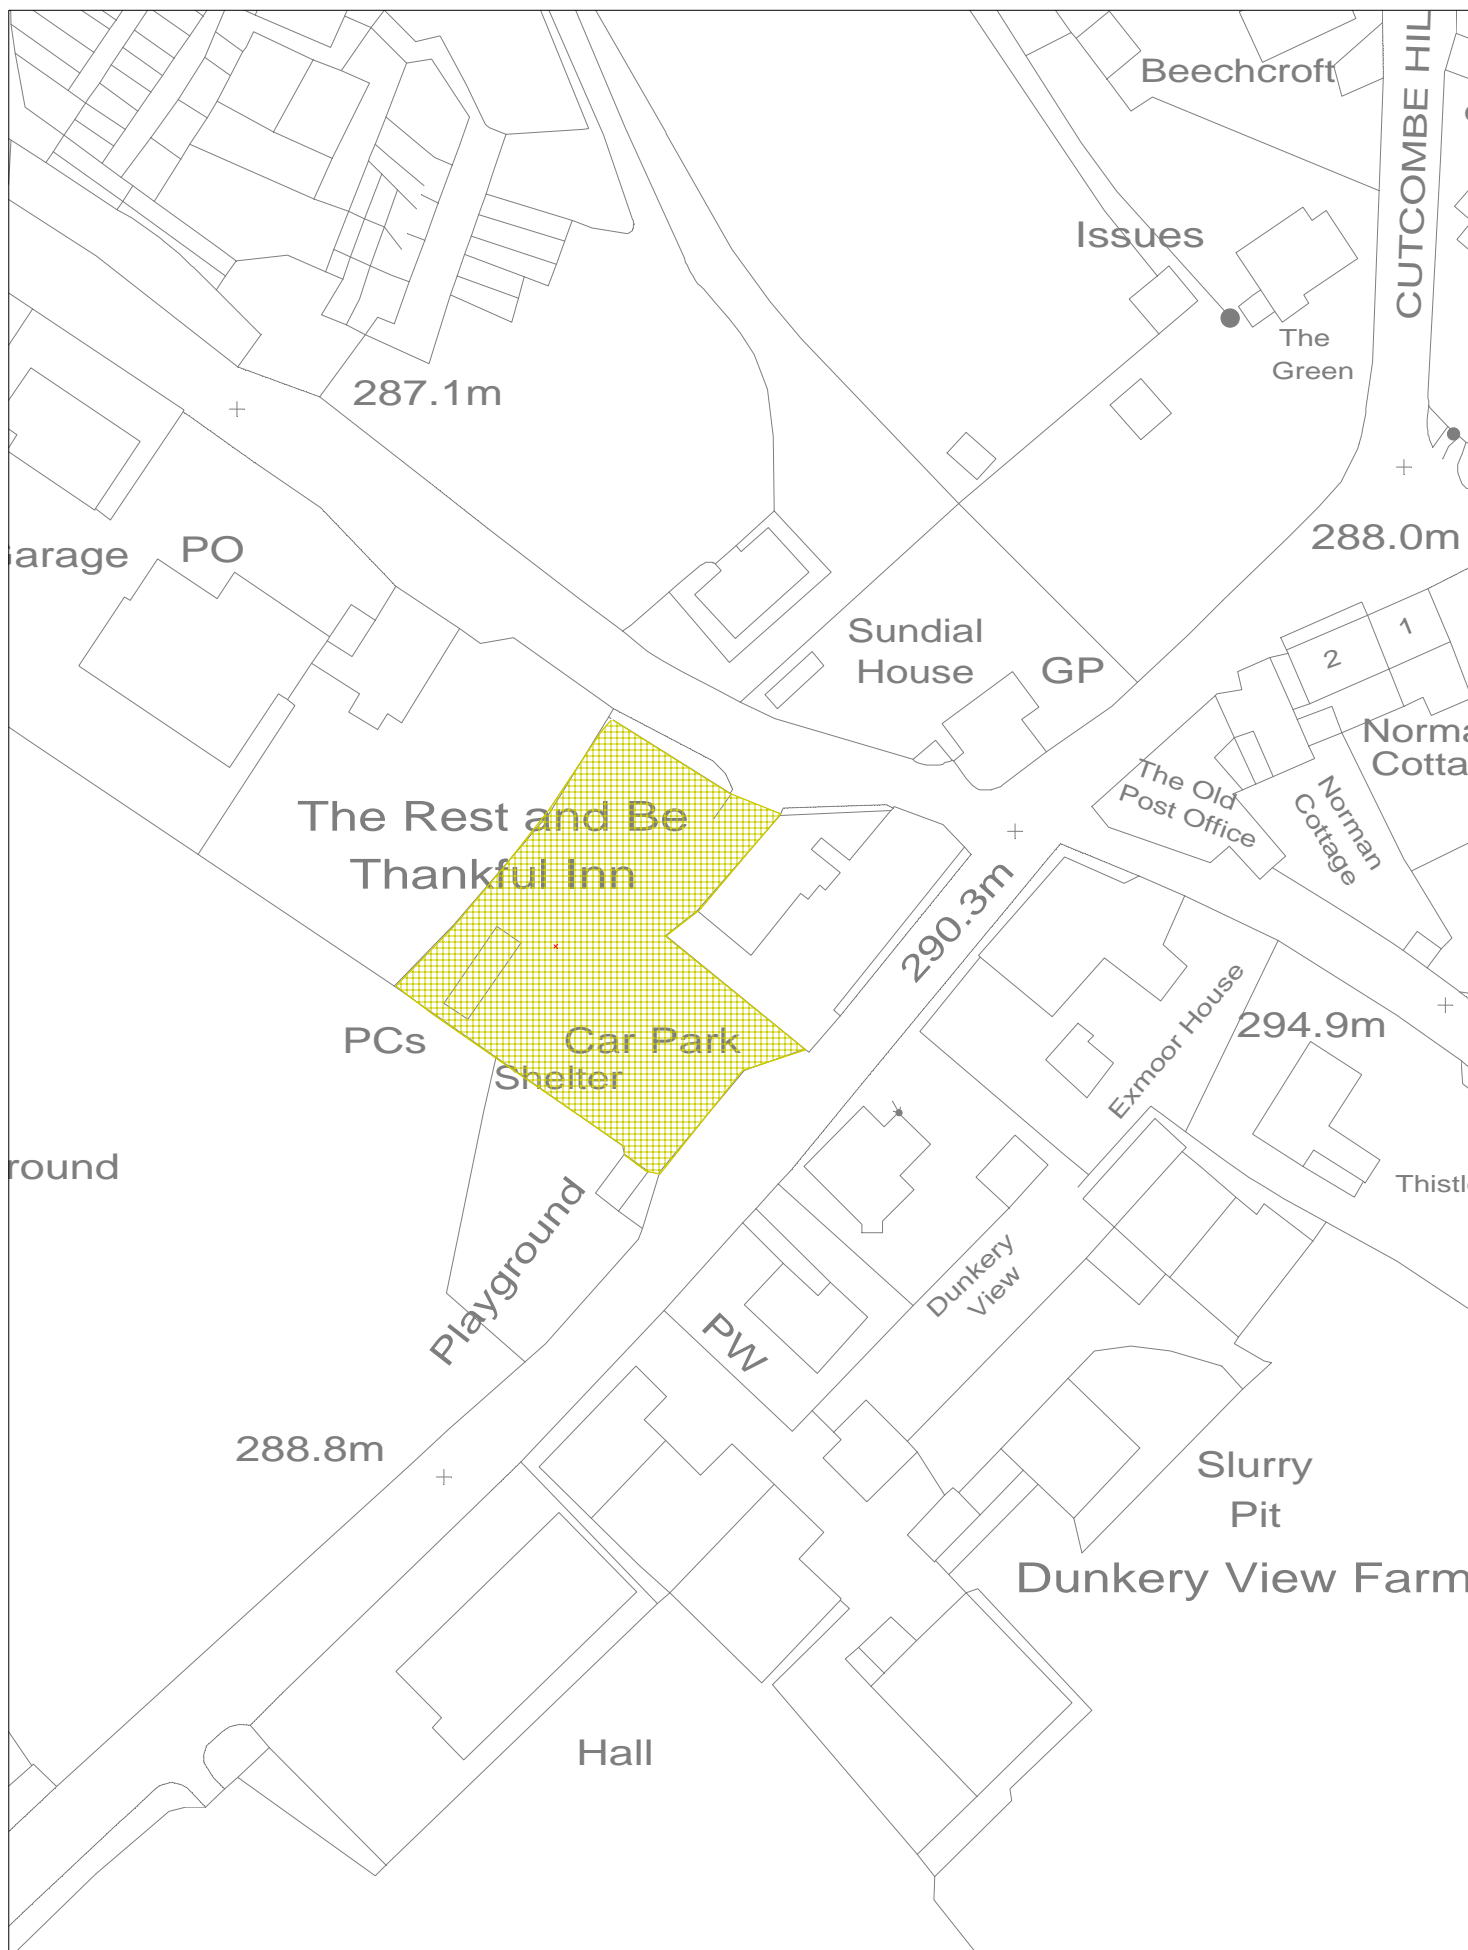 Beechcroft
CUTCOMBE HIL
Issues
The
Green
287.1m
288.0m
PO
arage
Sundial
House
GP
1
2
Norma
Cotta
The Old
Post Office
Norman
Cottage
The Rest and Be
Thankful Inn
290.3m
Exmoor House
294.9m
PCs
Car Park
Shelter
round
Thistl
Playground
Dunkery
View
PW
288.8m
Slurry
Pit
Dunkery View Farm
Hall